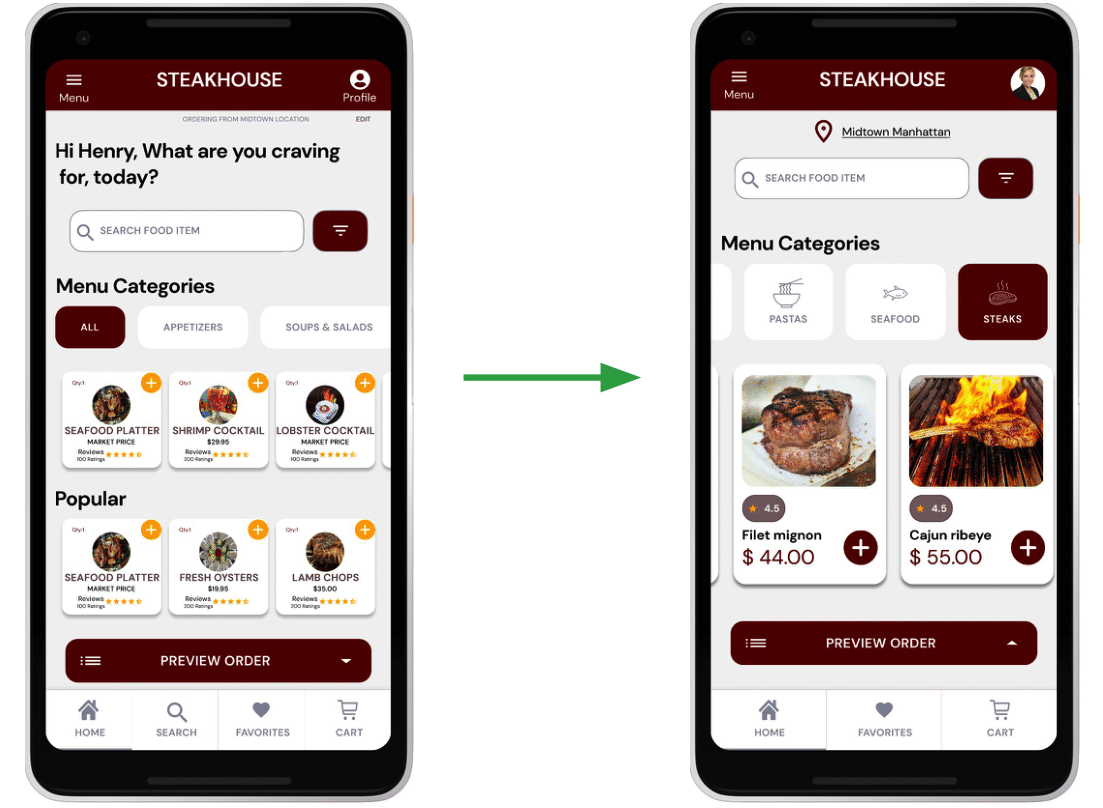 STEAKHOUSE
Menu
Profile
ORDERING FROM MIDTOWN LOCATION EDIT
Hi Henry, What are you craving
for, today?
SEARCH FOOD ITEM
Menu Categories
ALL APPETIZERS SOUPS & SALADS
Qty:1 Qty:1 Qty:1
SEAFOOD PLATTER SHRIMP COCKTAIL LOBSTER COCKTAIL
MARKET PRICE $29.95 MARKET PRICE
Reviews Reviews Reviews
100 Ratings 200 Ratings 200 Ratings
Popular
Qty:1 Qty:1 Qty:1
SEAFOOD PLATTER FRESH OYSTERS LAMB CHOPS
MARKET PRICE $19.95 $35.00
Reviews Reviews Reviews
100 Ratings 200 Ratings 200 Ratings
PREVIEW ORDER
HOME SEARCH FAVORITES CART
STEAKHOUSE
Menu
Midtown Manhattan
SEARCH FOOD ITEM
Menu Categories
PASTAS SEAFOOD STEAKS
4.5 4.5
Filet mignon Cajun ribeye
$ 44.00 $ 55.00
PREVIEW ORDER
HOME FAVORITES CART